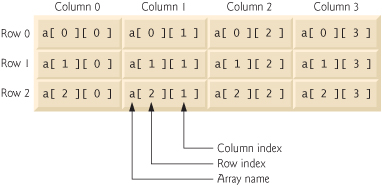 Column 0 Column 1 Column 2 Column 3
Row 0 a[ 0 ][ 0 ] a[ 0 ][ 1 ] a[ 0 ][ 2 ] a[ 0 ][ 3 ]
Row 1 a[ 1 ][ 0 ] a[ 1 ][ 1 ] a[ 1 ][ 2 ] a[ 1 ][ 3 ]
Row 2 a[ 2 ][ 0 ] a[ 2 ][ 1 ] a[ 2 ][ 2 ] a[ 2 ][ 3 ]
Column index
Row index
Array name